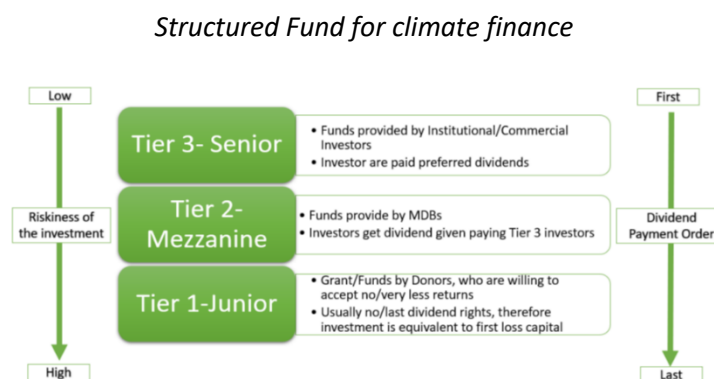 Structured Fund for climate finance
Low
First
Tier 3- Senior
• Funds provided by Institutional/Commercial
Investors
• Investor are paid preferred dividends
Riskiness of
the investment
Tier 2-
Mezzanine
• Funds provide by MDBs
• Investors get dividend given paying Tier 3 investors
Dividend
Payment Order
Tier 1-Junior
• Grant/Funds by Donors, who are willing to
accept no/very less returns
• Usually no/last dividend rights, therefore
investment is equivalent to first loss capital
High
Last